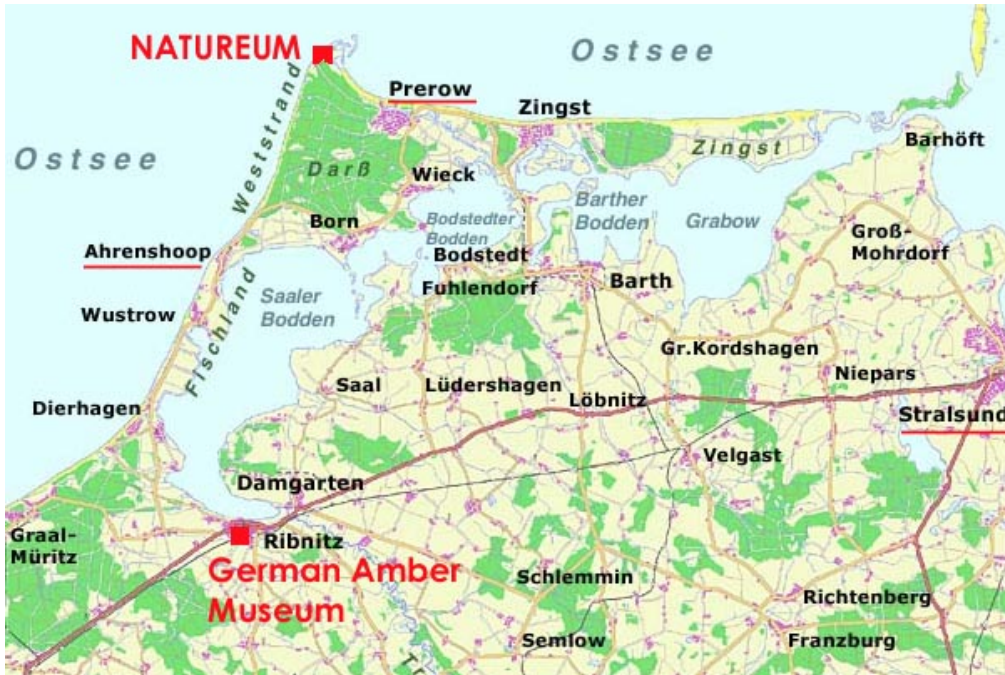 NATUREUM
Ostsee
Prerow
Zingst
Weststrand
Ostsee
Darß
Wieck
Zingst
Barhöft
Born
Bodstedter
Bodden
Barther
Bodden
Grabow
Groß-
Mohrdorf
Ahrenshoop
Bodstedt
Fuhlendorf
Barth
Saaler
Bodden
Wustrow
Fischland
Gr.Kordshagen
Niepars
Saal
Lüdershagen
Löbnitz
Dierhagen
Stralsund
Velgast
Damgarten
Graal-
Müritz
Ribnitz
German Amber
Museum
Schlemmin
Richtenberg
Semlow
Franzburg